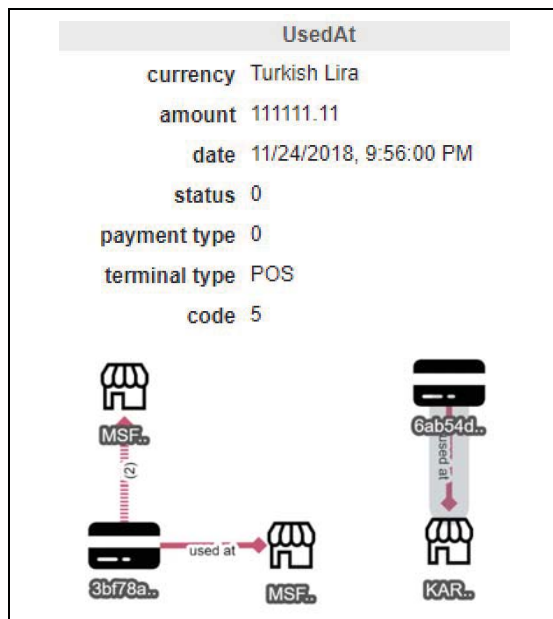 UsedAt
currency Turkish Lira
amount 111111.11
date 11/24/2018, 9:56:00 PM
status 0
payment type 0
terminal type POS
code 5
MSF..
6ab54d..
(2)
used at
used at
3bf78a..
MSF..
KAR..